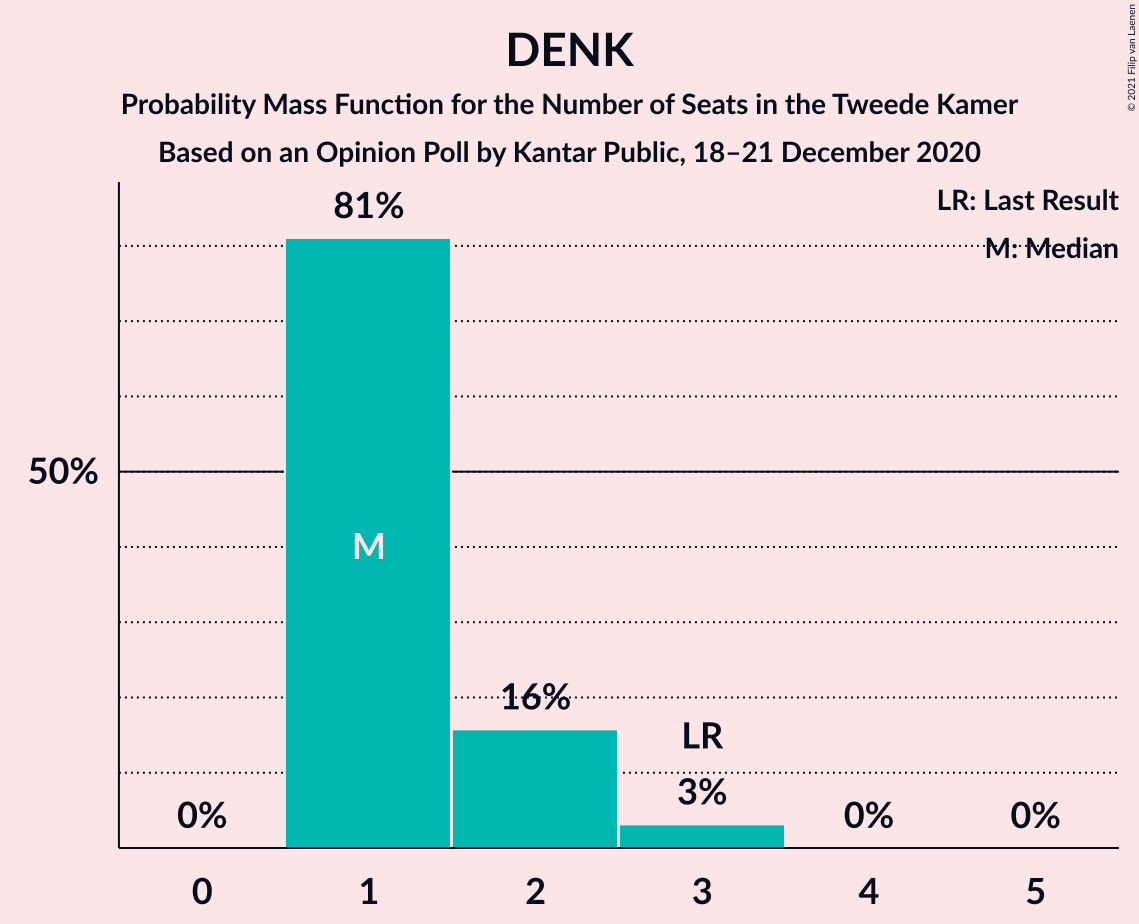 DENK
Probability Mass Function for the Number of Seats in the Tweede Kamer
Based on an Opinion Poll by Kantar Public, 18–21 December 2020
© 2021 Filip van Laenen
LR: Last Result
M: Median
81%
50%
M
16%
LR
3%
0%
0%
0%
0 1 2 3 4 5